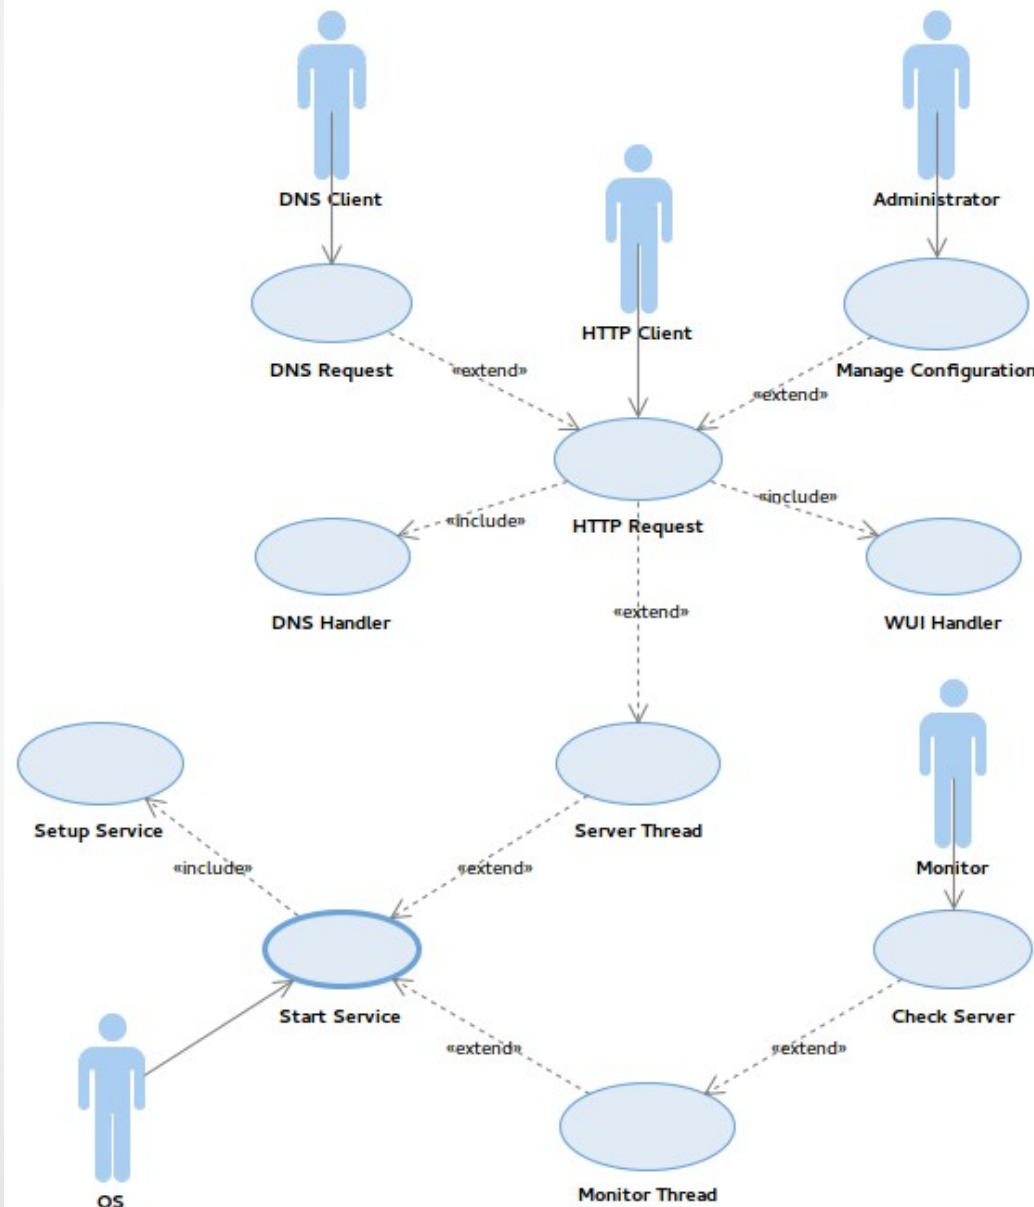 DNS Client
Administrator
HTTP Client
DNS Request
«extend»
Manage Configuration
«extend»
«include»
«include»
HTTP Request
«extend»
DNS Handler
WUI Handler
Setup Service
Server Thread
«include»
«extend»
Monitor
Start Service
Check Server
«extend»
«extend»
Monitor Thread
OS